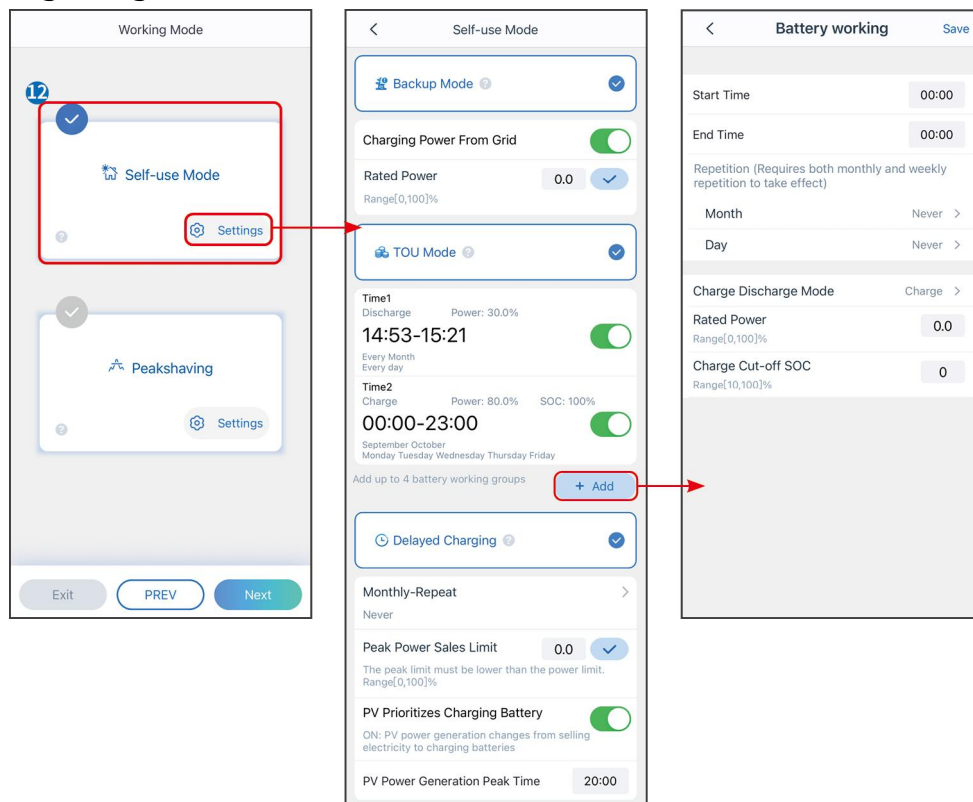 Working Mode
12
Self-use Mode
Settings
Peakshaving
Settings
Exit
PREV
Next
Self-use Mode
Backup Mode
Charging Power From Grid
Rated Power 0.0
Range[0,100]%
TOU Mode
Time1
Discharge Power: 30.0%
14:53-15:21
Every Month
Every day
Time2
Charge Power: 80.0% SOC: 100%
00:00-23:00
September October
Monday Tuesday Wednesday Thursday Friday
Add up to 4 battery working groups
+ Add
Delayed Charging
Monthly-Repeat
Never
Peak Power Sales Limit 0.0
The peak limit must be lower than the power limit.
Range[0,100]%
PV Prioritizes Charging Battery
ON: PV power generation changes from selling
electricity to charging batteries
PV Power Generation Peak Time 20:00
Battery working Save
Start Time 00:00
End Time 00:00
Repetition (Requires both monthly and weekly
repetition to take effect)
Month Never >
Day Never >
Charge Discharge Mode Charge >
Rated Power 0.0
Range[0,100]%
Charge Cut-off SOC 0
Range[10,100]%